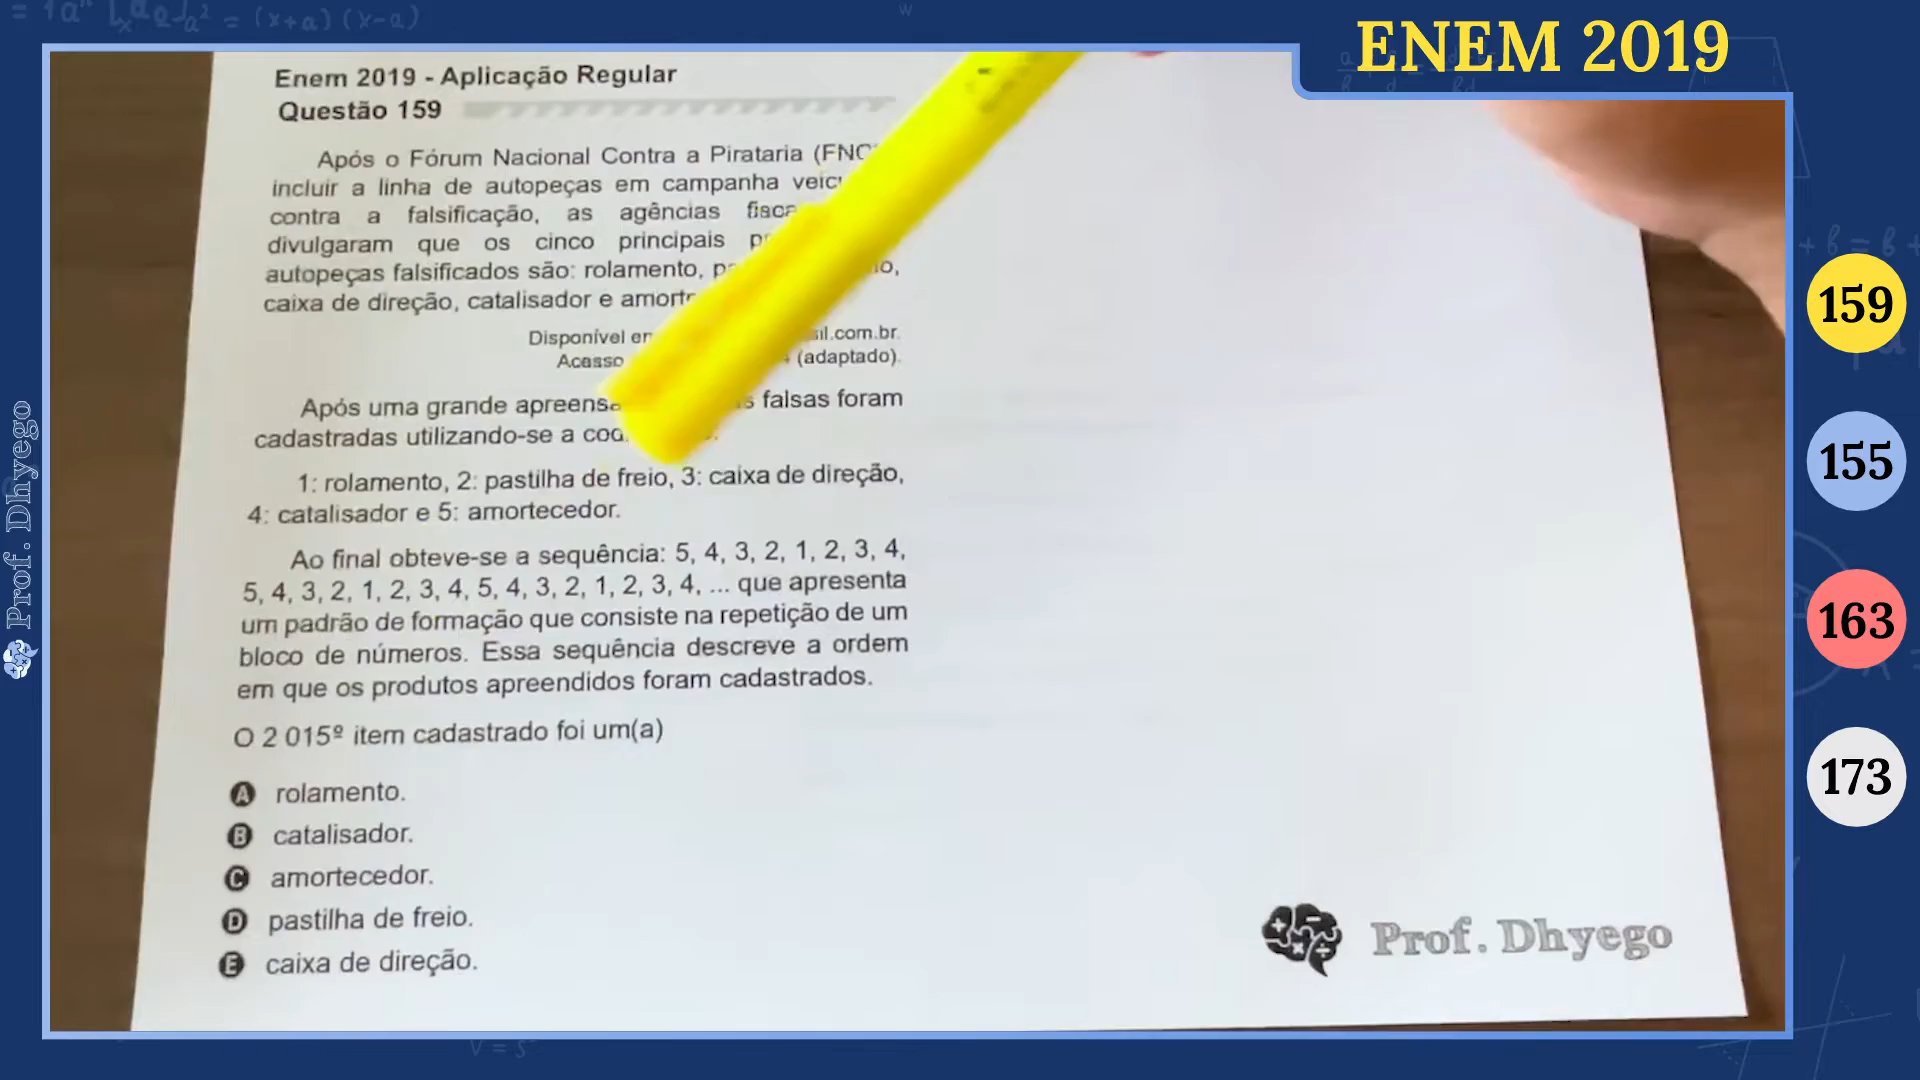 ENEM 2019
Enem 2019 - Aplicação Regular
Questão 159
Após o Fórum Nacional Contra a Pirataria
incluir a linha de autopeças em campanha
contra a falsificação, as agências
divulgaram que os cinco principais
autopeças falsificados são: rolamento,
caixa de direção, catalisador e
Disponível
Acesso (adaptado).
Após uma grande falsas foram
cadastradas utilizando-se a
1: rolamento, 2: pastilha de freio, 3: caixa de direção,
4: catalisador e 5: amortecedor.
Ao final obteve-se a sequência: 5, 4, 3, 2, 1, 2, 3, 4,
5, 4, 3, 2, 1, 2, 3, 4, 5, 4, 3, 2, 1, 2, 3, 4, ... que apresenta
um padrão de formação que consiste na repetição de um
bloco de números. Essa sequência descreve a ordem
em que os produtos apreendidos foram cadastrados.
O 2 015º item cadastrado foi um(a)
A rolamento.
B catalisador.
C amortecedor.
D pastilha de freio.
E caixa de direção.
Prof. Dhyego
159
155
163
173
Prof. Dhyego